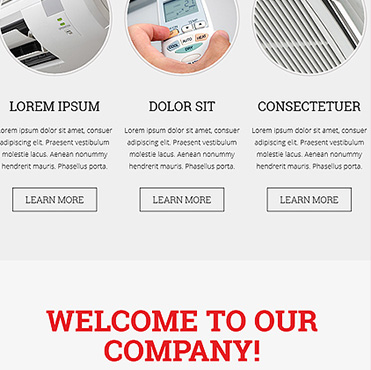 COOL AUTO HEAT
LOREM IPSUM
Lorem ipsum dolor sit amet, consuer
adipiscing elit. Praesent vestibulum
molestie lacus. Aenean nonummy
hendrerit mauris. Phasellus porta.
LEARN MORE
DOLOR SIT
Lorem ipsum dolor sit amet, consuer
adipiscing elit. Praesent vestibulum
molestie lacus. Aenean nonummy
hendrerit mauris. Phasellus porta.
LEARN MORE
CONSECTETUER
Lorem ipsum dolor sit amet, consuer
adipiscing elit. Praesent vestibulum
molestie lacus. Aenean nonummy
hendrerit mauris. Phasellus porta.
LEARN MORE
WELCOME TO OUR
COMPANY!